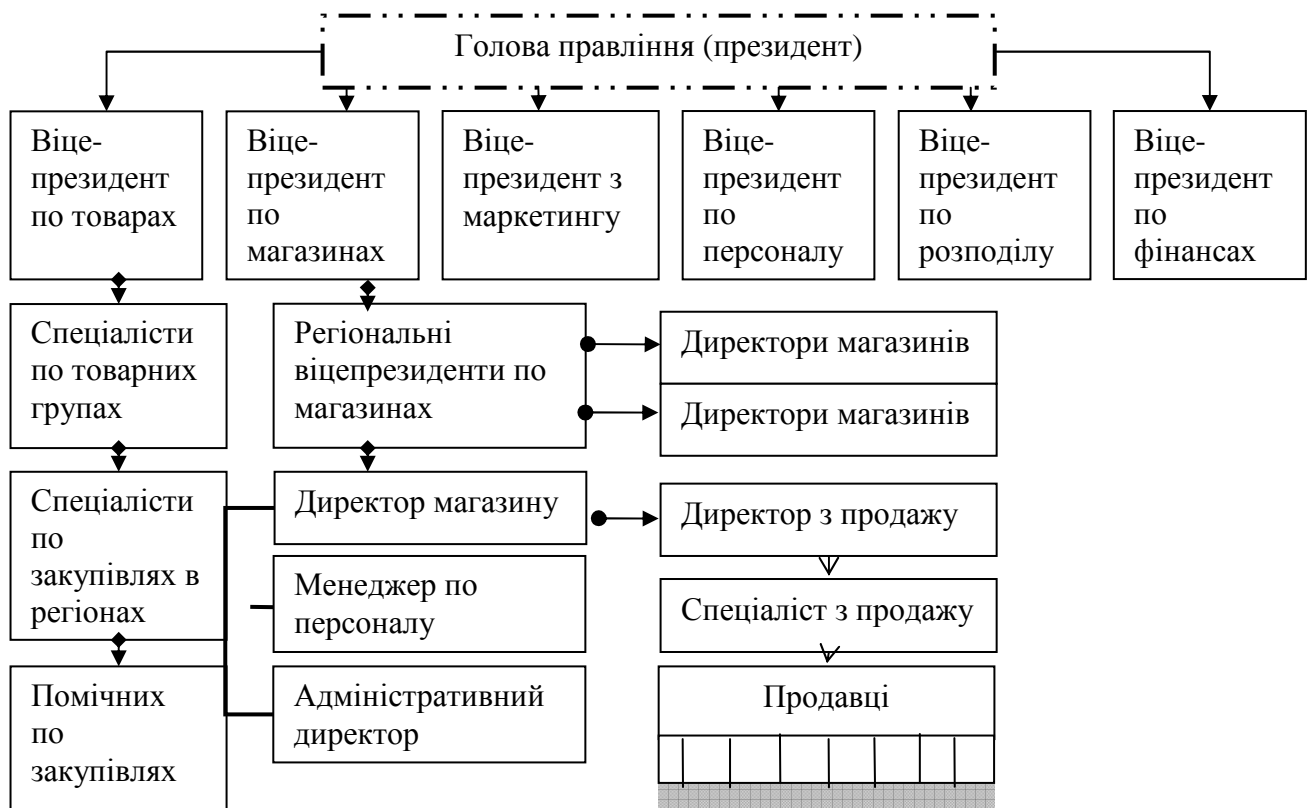 Голова правління (президент)
Віце-
президент
по товарах
Віце-
президент
по
магазинах
Віце-
президент з
маркетингу
Віце-
президент
по
персоналу
Віце-
президент
по
розподілу
Віце-
президент
по
фінансах
Спеціалісти
по товарних
групах
Регіональні
віцепрезиденти по
магазинах
Директори магазинів
Директори магазинів
Спеціалісти
по
закупівлях в
регіонах
Директор магазину
Директор з продажу
Менеджер по
персоналу
Спеціаліст з продажу
Помічних
по
закупівлях
Адміністративний
директор
Продавці